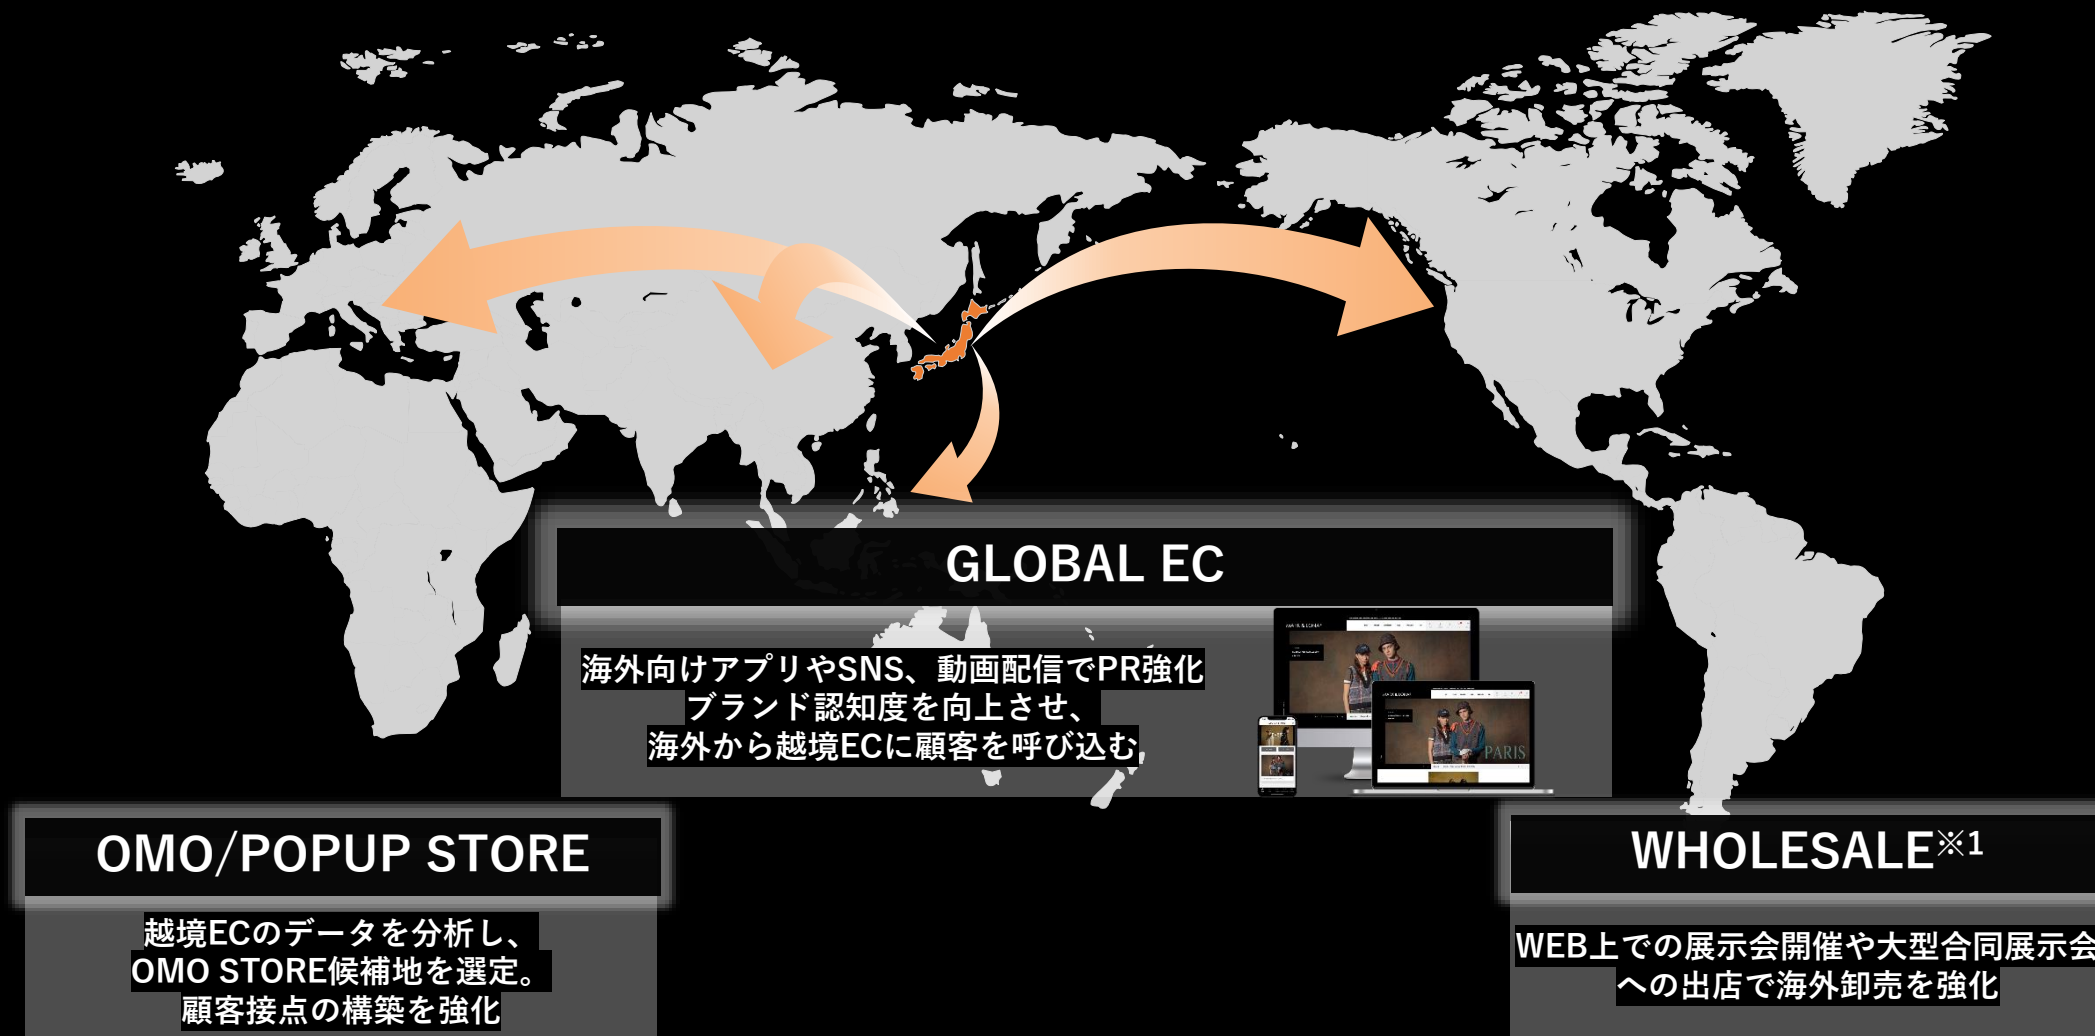 GLOBAL EC
海外向けアプリやSNS、動画配信でPR強化
ブランド認知度を向上させ、
海外から越境ECに顧客を呼び込む
PARIS
OMO/POPUP STORE
越境ECのデータを分析し、
OMO STORE候補地を選定。
顧客接点の構築を強化
WHOLESALE※1
WEB上での展示会開催や大型合同展示会
への出店で海外卸売を強化